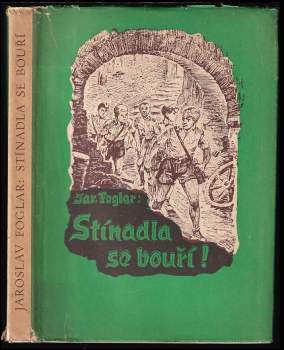 JAROSLAV FOGLAR: STÍNADLA SE BOUŘÍ
Jar. Foglar:
Stínadla
se bouří!